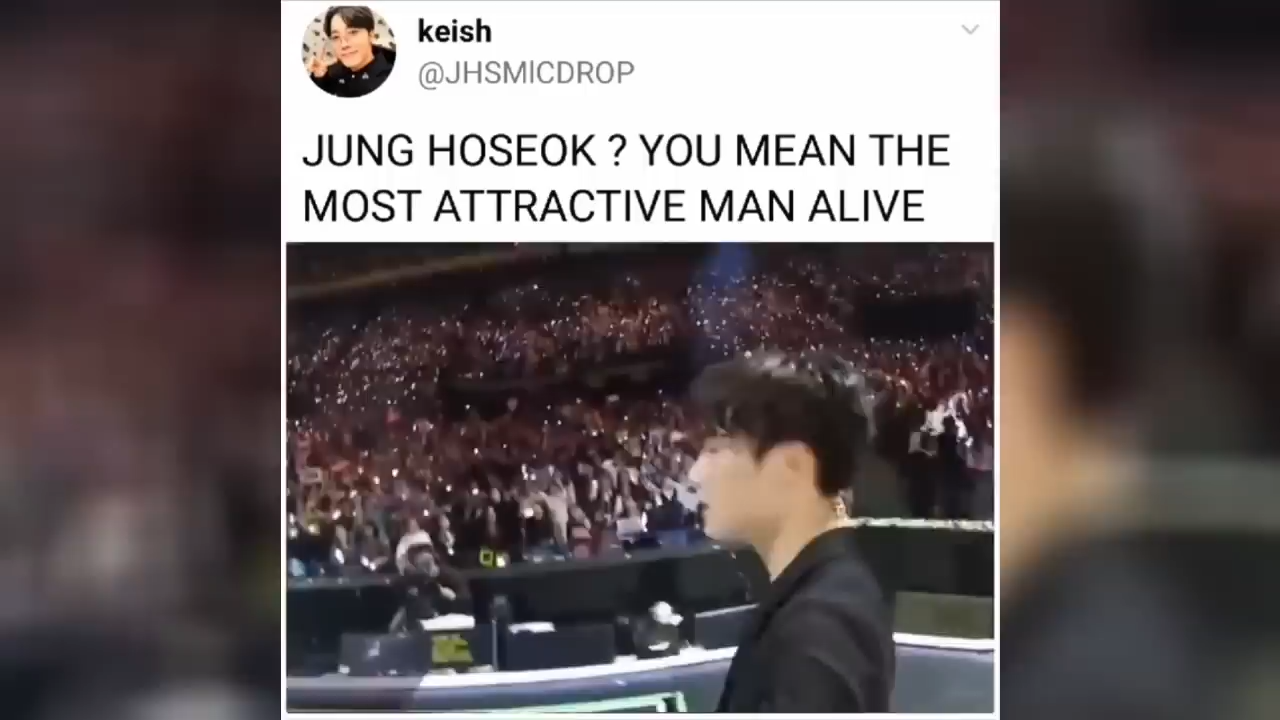 keish
@JHSMICDROP
JUNG HOSEOK ? YOU MEAN THE
MOST ATTRACTIVE MAN ALIVE